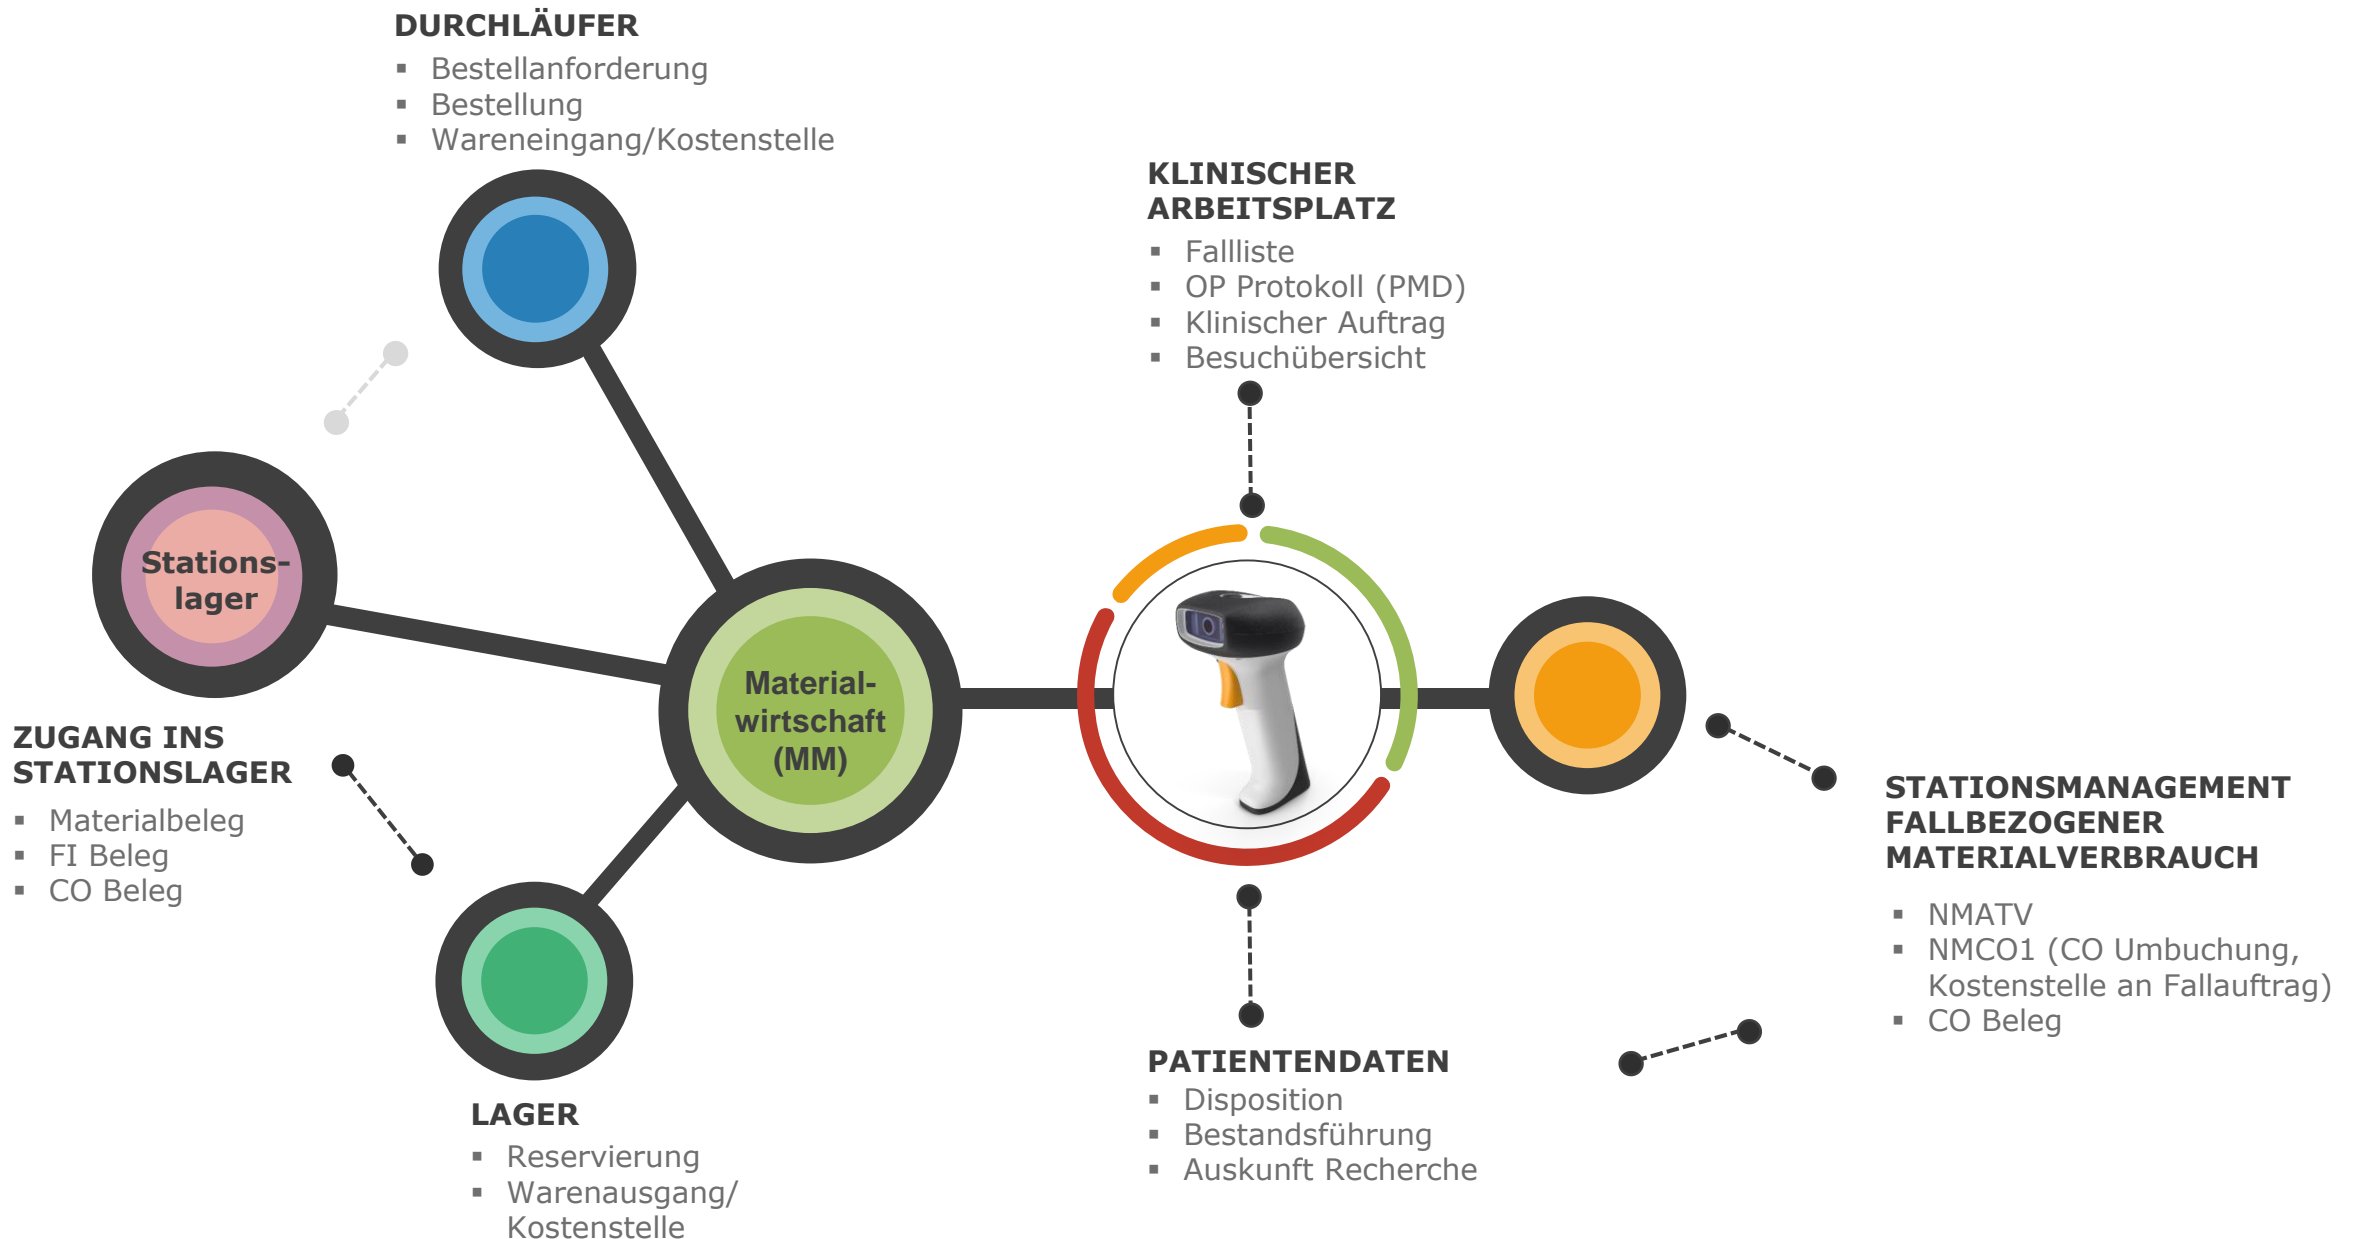 DURCHLÄUFER
▪ Bestellanforderung
▪ Bestellung
▪ Wareneingang/Kostenstelle
KLINISCHER
ARBEITSPLATZ
▪ Fallliste
▪ OP Protokoll (PMD)
▪ Klinischer Auftrag
▪ Besuchübersicht
Stations-
lager
Material-
wirtschaft
(MM)
ZUGANG INS
STATIONSLAGER
▪ Materialbeleg
▪ FI Beleg
▪ CO Beleg
STATIONSMANAGEMENT
FALLBEZOGENER
MATERIALVERBRAUCH
▪ NMATV
▪ NMCO1 (CO Umbuchung,
Kostenstelle an Fallauftrag)
▪ CO Beleg
LAGER
▪ Reservierung
▪ Warenausgang/
Kostenstelle
PATIENTENDATEN
▪ Disposition
▪ Bestandsführung
▪ Auskunft Recherche